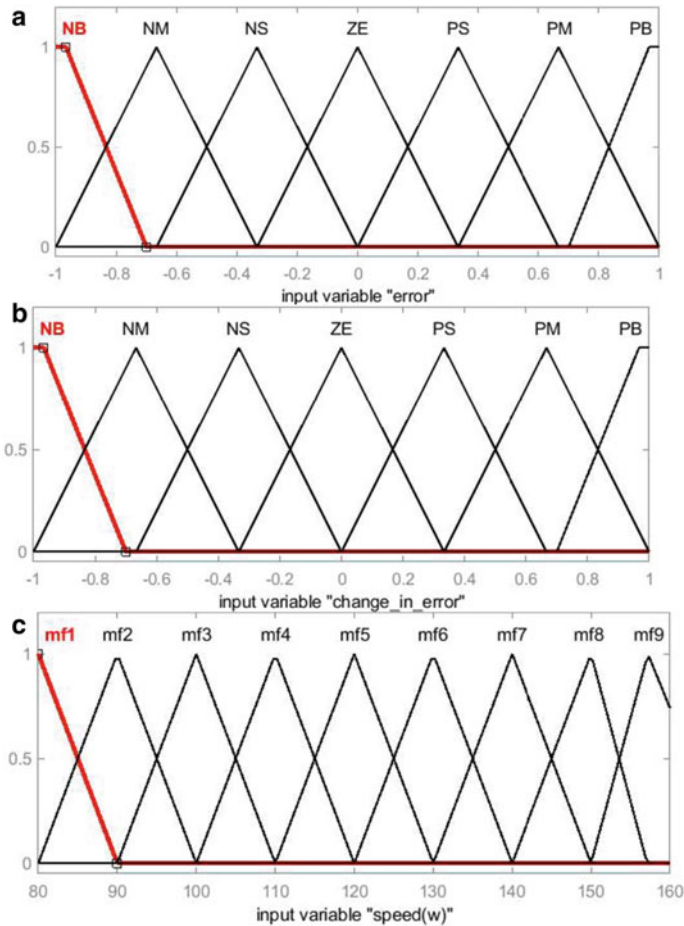 a
NB NM NS ZE PS PM PB
1
0.5
0
-1 -0.8 -0.6 -0.4 -0.2 0 0.2 0.4 0.6 0.8 1
input variable "error"
b
NB NM NS ZE PS PM PB
1
0.5
0
-1 -0.8 -0.6 -0.4 -0.2 0 0.2 0.4 0.6 0.8 1
input variable "change_in_error"
c
mf1 mf2 mf3 mf4 mf5 mf6 mf7 mf8 mf9
1
0.5
0
80 90 100 110 120 130 140 150 160
input variable "speed(w)"